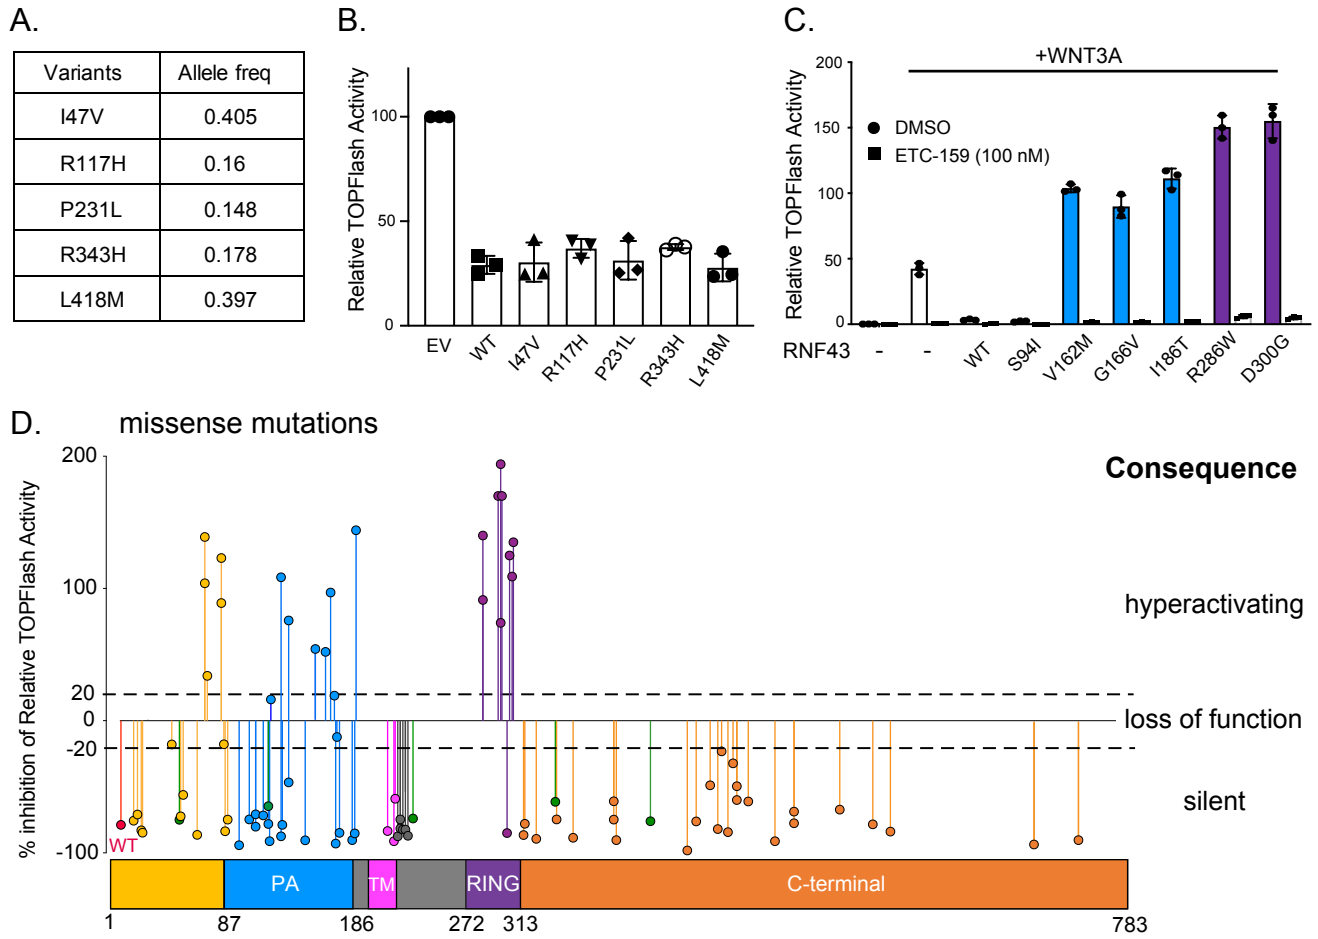 A.
Variants Allele freq
I47V 0.405
R117H 0.16
P231L 0.148
R343H 0.178
L418M 0.397
B.
Relative TOPFlash Activity
100
50
0
EV WT I47V R117H P231L R343H L418M
C.
+WNT3A
Relative TOPFlash Activity
200
150
100
50
0
DMSO
ETC-159 (100 nM)
RNF43 - - WT S94I V162M G166V I186T R286W D300G
D. missense mutations
% inhibition of Relative TOPFlash Activity
200
100
20
0
-20
-100
Consequence
hyperactivating
loss of function
silent
WT
PA TM RING C-terminal
1 87 186 272 313 783